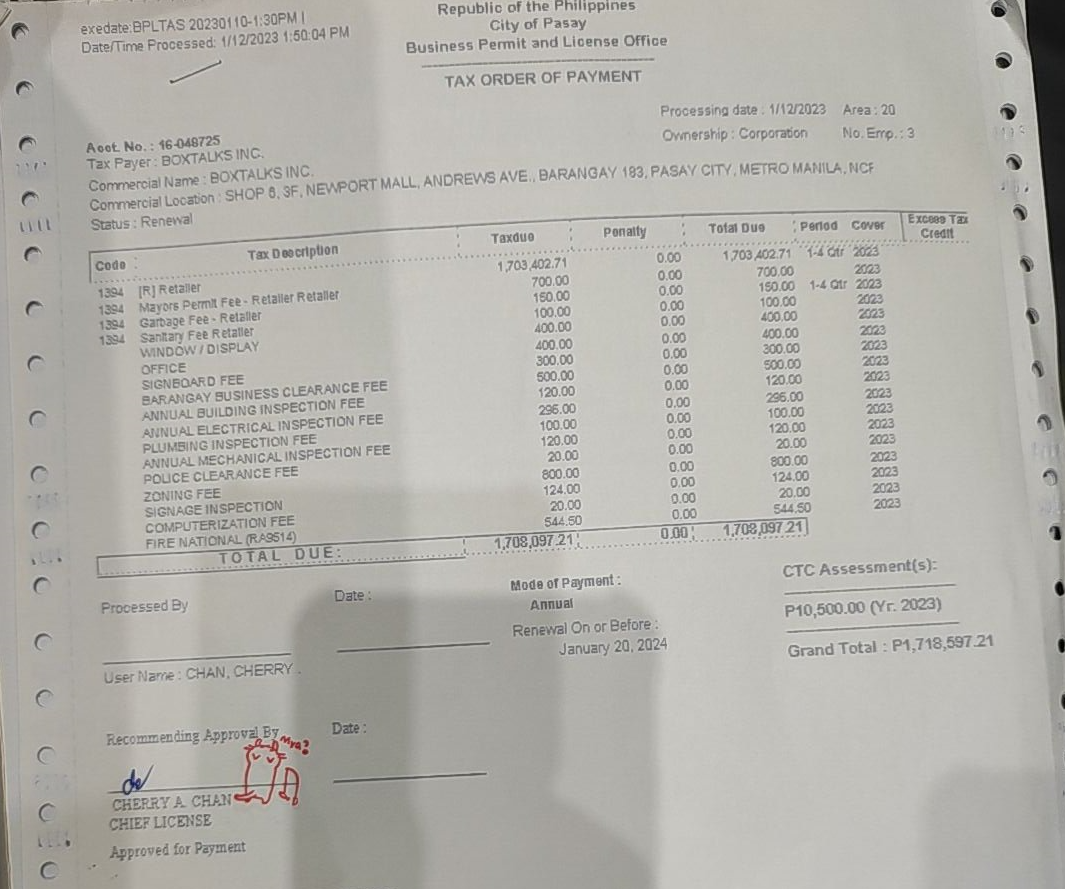 exedate:BPLTAS 20230110-1:30PM |
Date/Time Processed: 1/12/2023 1:50:04 PM
Republic of the Philippines
City of Pasay
Business Permit and License Office
TAX ORDER OF PAYMENT
Processing date : 1/12/2023 Area : 20
Ownership : Corporation No. Emp. : 3
Acct. No. : 16-048725
Tax Payer : BOXTALKS INC.
Commercial Name : BOXTALKS INC.
Commercial Location : SHOP 6, 3F, NEWPORT MALL, ANDREWS AVE., BARANGAY 183, PASAY CITY, METRO MANILA, NCR
Status : Renewal
Code Tax Description Taxdue Penalty Total Due Period Cover Excess Tax Credit
1394 [R] Retailer 1,703,402.71 0.00 1,703,402.71 1-4 Qtr 2023
1394 Mayors Permit Fee - Retailer Retailer 700.00 0.00 700.00 2023
1394 Garbage Fee - Retailer 150.00 0.00 150.00 1-4 Qtr 2023
1394 Sanitary Fee Retailer 100.00 0.00 100.00 2023
WINDOW / DISPLAY 400.00 0.00 400.00 2023
OFFICE 400.00 0.00 400.00 2023
SIGNBOARD FEE 300.00 0.00 300.00 2023
BARANGAY BUSINESS CLEARANCE FEE 500.00 0.00 500.00 2023
ANNUAL BUILDING INSPECTION FEE 120.00 0.00 120.00 2023
ANNUAL ELECTRICAL INSPECTION FEE 296.00 0.00 296.00 2023
PLUMBING INSPECTION FEE 100.00 0.00 100.00 2023
ANNUAL MECHANICAL INSPECTION FEE 120.00 0.00 120.00 2023
POLICE CLEARANCE FEE 20.00 0.00 20.00 2023
ZONING FEE 800.00 0.00 800.00 2023
SIGNAGE INSPECTION 124.00 0.00 124.00 2023
COMPUTERIZATION FEE 20.00 0.00 20.00 2023
FIRE NATIONAL (RA9514) 544.50 0.00 544.50 2023
TOTAL DUE: 1,708,097.21 0.00 1,708,097.21
Processed By
Date :
Mode of Payment :
Annual
Renewal On or Before :
January 20, 2024
CTC Assessment(s):
P10,500.00 (Yr. 2023)
Grand Total : P1,718,597.21
User Name : CHAN, CHERRY .
Recommending Approval By
Date :
CHERRY A. CHAN
CHIEF LICENSE
Approved for Payment